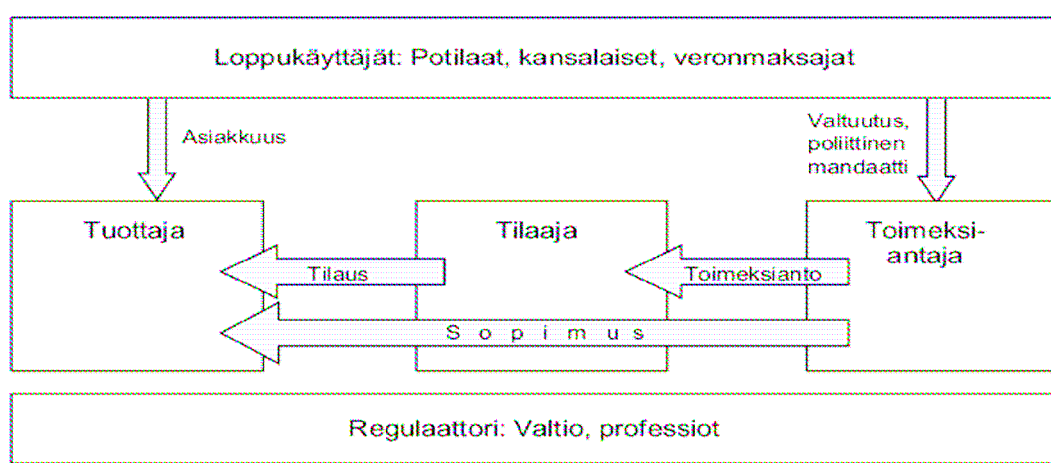 Loppukäyttäjät: Potilaat, kansalaiset, veronmaksajat
Asiakkuus
Valtuutus,
poliittinen
mandaatti
Tuottaja
Tilaaja
Toimeksi-
antaja
Tilaus
Toimeksianto
S o p i m u s
Regulaattori: Valtio, professiot